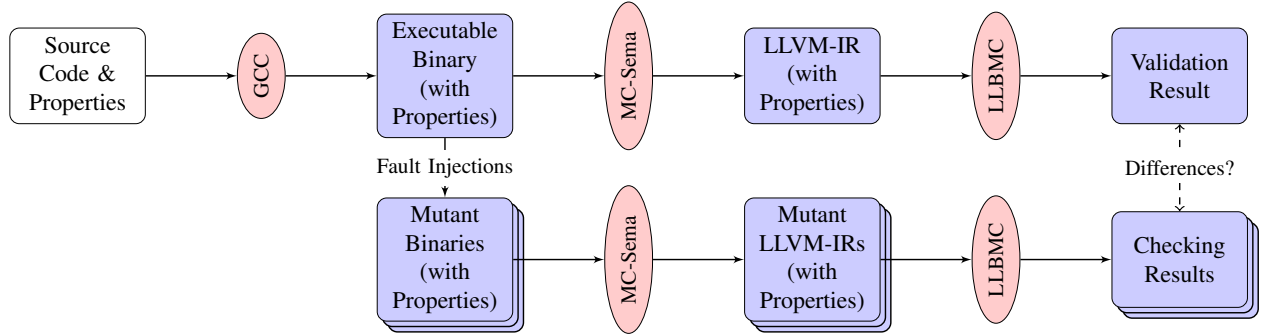 Source
Code &
Properties
GCC
Executable
Binary
(with
Properties)
MC-Sema
LLVM-IR
(with
Properties)
LLBMC
Validation
Result
Fault Injections
Differences?
Mutant
Binaries
(with
Properties)
MC-Sema
Mutant
LLVM-IRs
(with
Properties)
LLBMC
Checking
Results